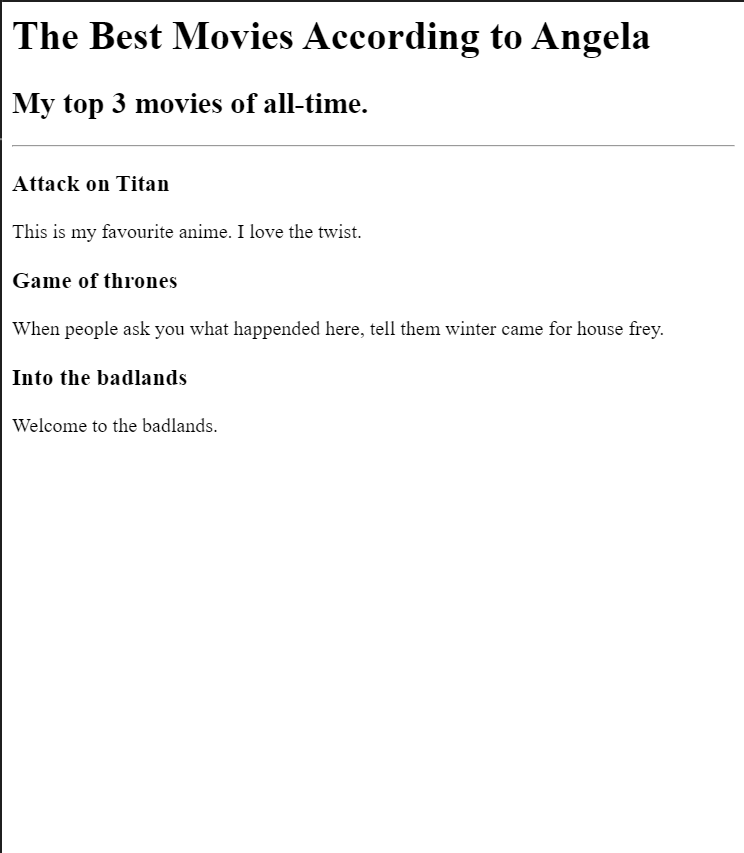 The Best Movies According to Angela
My top 3 movies of all-time.
Attack on Titan
This is my favourite anime. I love the twist.
Game of thrones
When people ask you what happended here, tell them winter came for house frey.
Into the badlands
Welcome to the badlands.